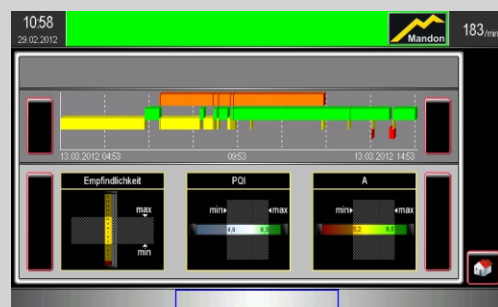 10:58
29.02.2012
Mandon
183/min
13.03.2012 04:53
09:53
13.03.2012 14:53
Empfindlichkeit
max
min
PQI
min
max
4,9
8,3
A
min
max
5,2
8,5